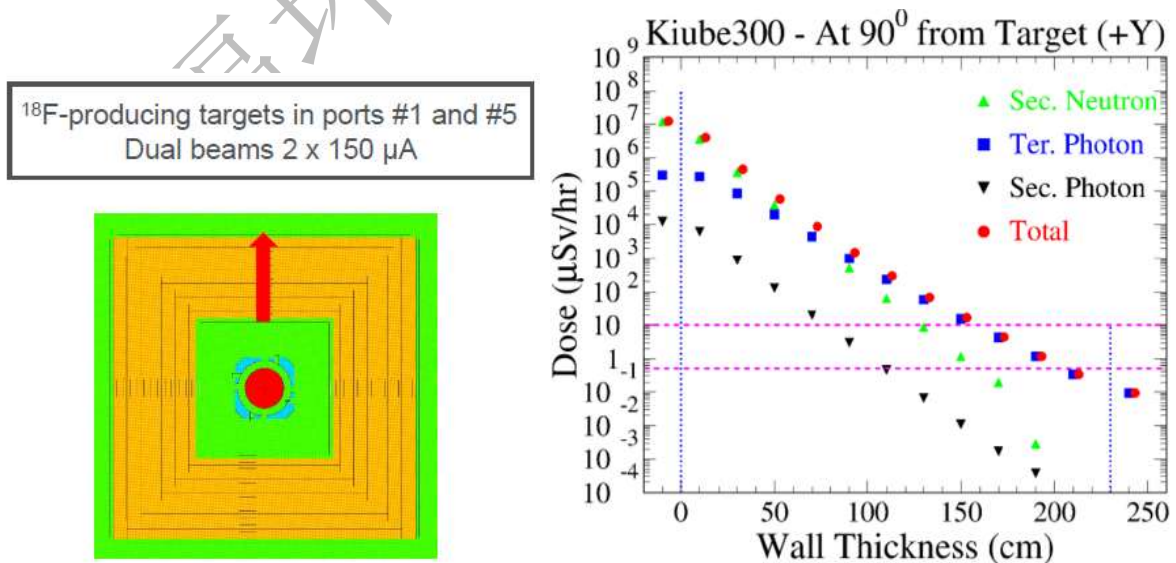 ¹⁸F-producing targets in ports #1 and #5
Dual beams 2 x 150 µA
Kiube300 - At 90⁰ from Target (+Y)
Dose (µSv/hr)
10⁹
10⁸
10⁷
10⁶
10⁵
10⁴
10³
10²
10
1
10⁻¹
10⁻²
10⁻³
10⁻⁴
Sec. Neutron
Ter. Photon
Sec. Photon
Total
0 50 100 150 200 250
Wall Thickness (cm)